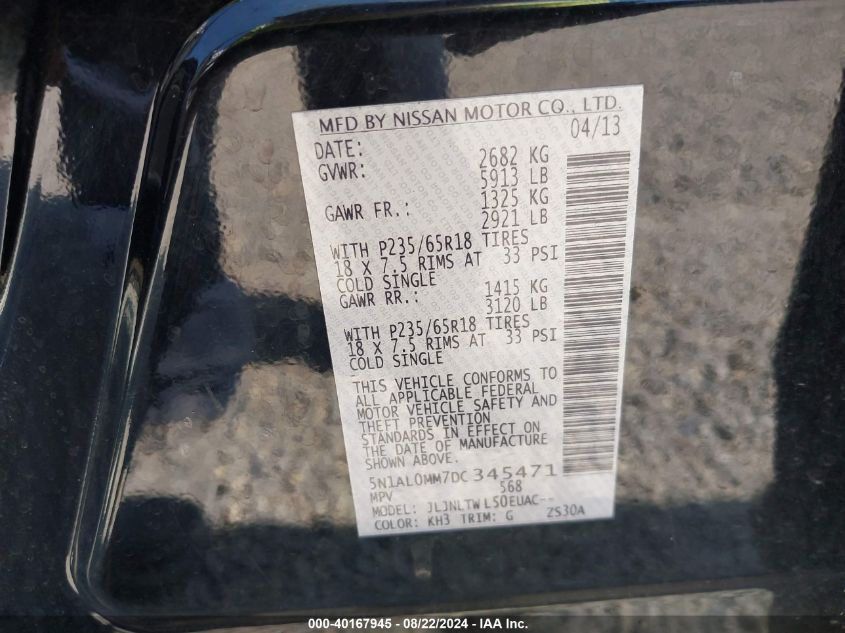 MFD BY NISSAN MOTOR CO., LTD.
DATE: 04/13
GVWR: 2682 KG
5913 LB
GAWR FR.: 1325 KG
2921 LB
WITH P235/65R18 TIRES
18 X 7.5 RIMS AT 33 PSI
COLD SINGLE
GAWR RR.: 1415 KG
3120 LB
WITH P235/65R18 TIRES
18 X 7.5 RIMS AT 33 PSI
COLD SINGLE
THIS VEHICLE CONFORMS TO
ALL APPLICABLE FEDERAL
MOTOR VEHICLE SAFETY AND
THEFT PREVENTION
STANDARDS IN EFFECT ON
THE DATE OF MANUFACTURE
SHOWN ABOVE.
5N1AL0MM7DC345471
MPV 568
MODEL: JLJNLTWL50EUAC--
COLOR: KH3 TRIM: G ZS30A
000-40167945 - 08/22/2024 - IAA Inc.